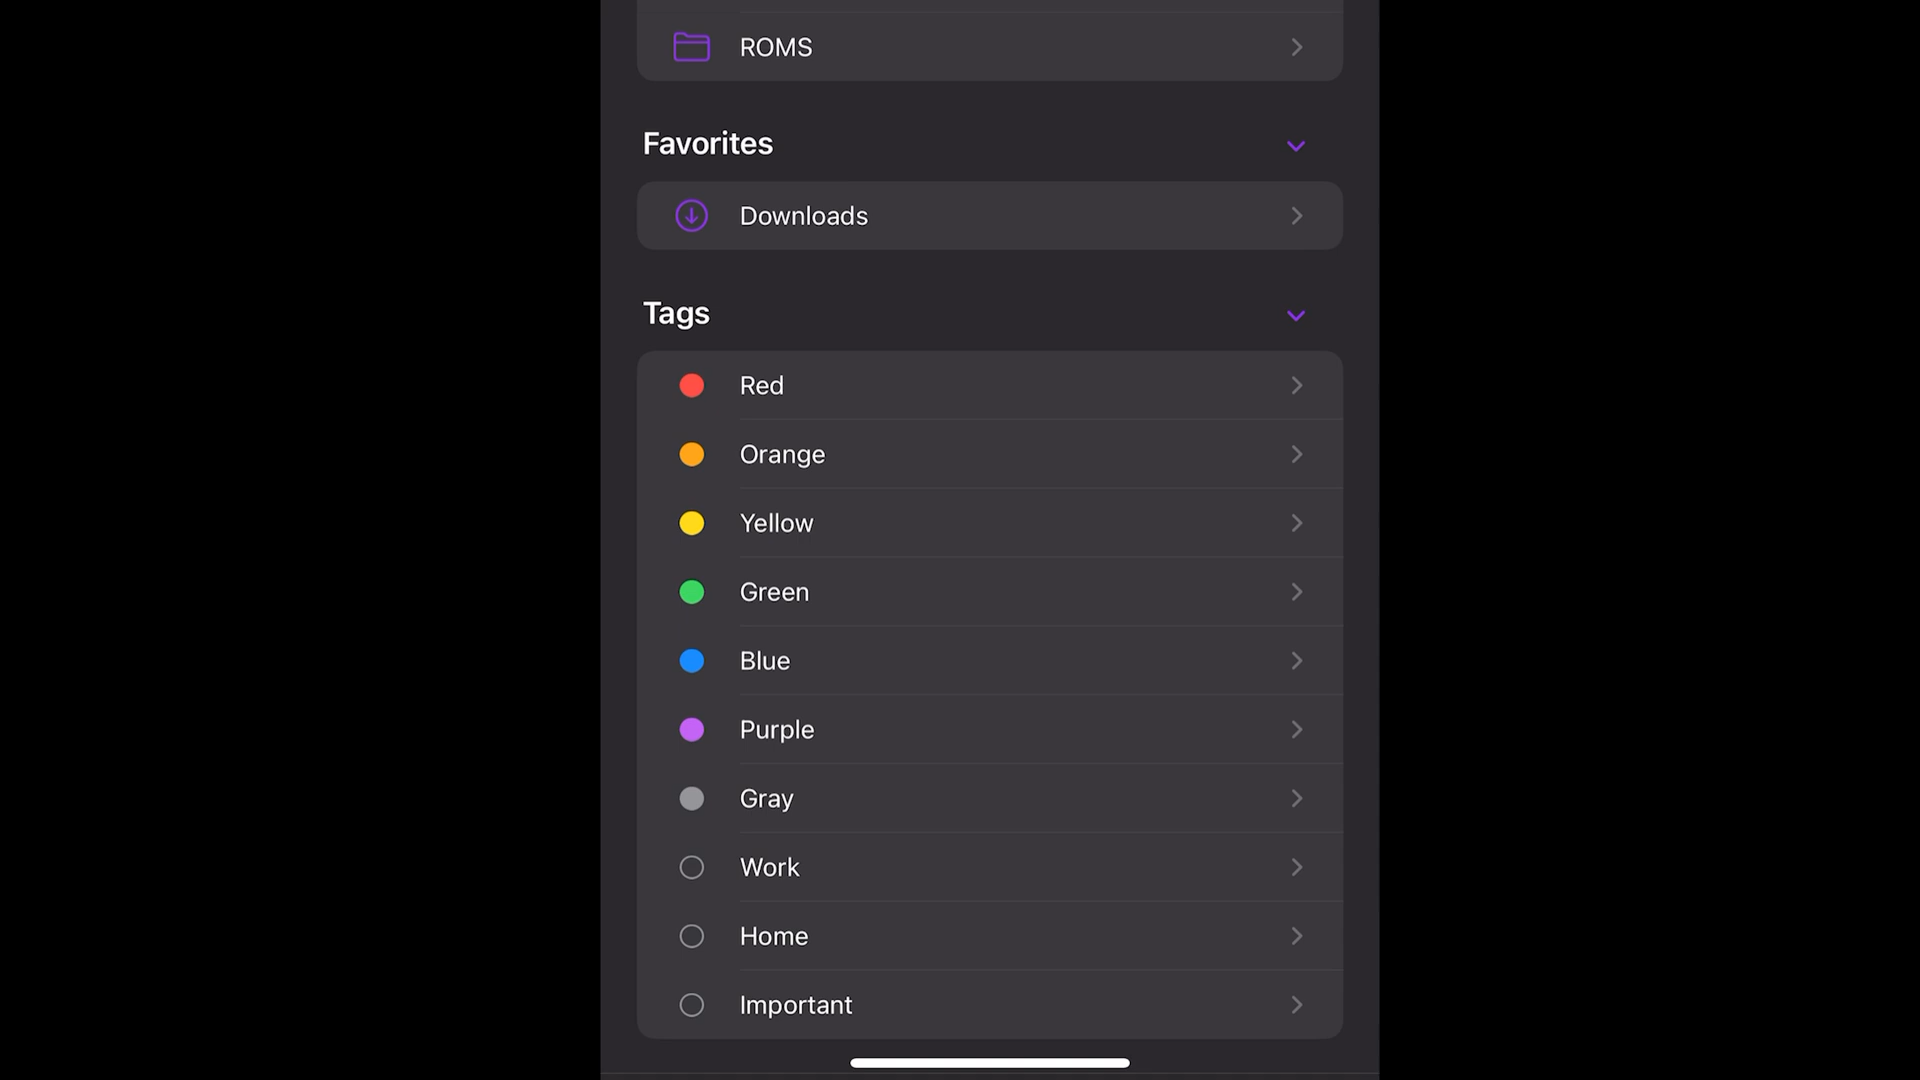 ROMS
Favorites
Downloads
Tags
Red
Orange
Yellow
Green
Blue
Purple
Gray
Work
Home
Important